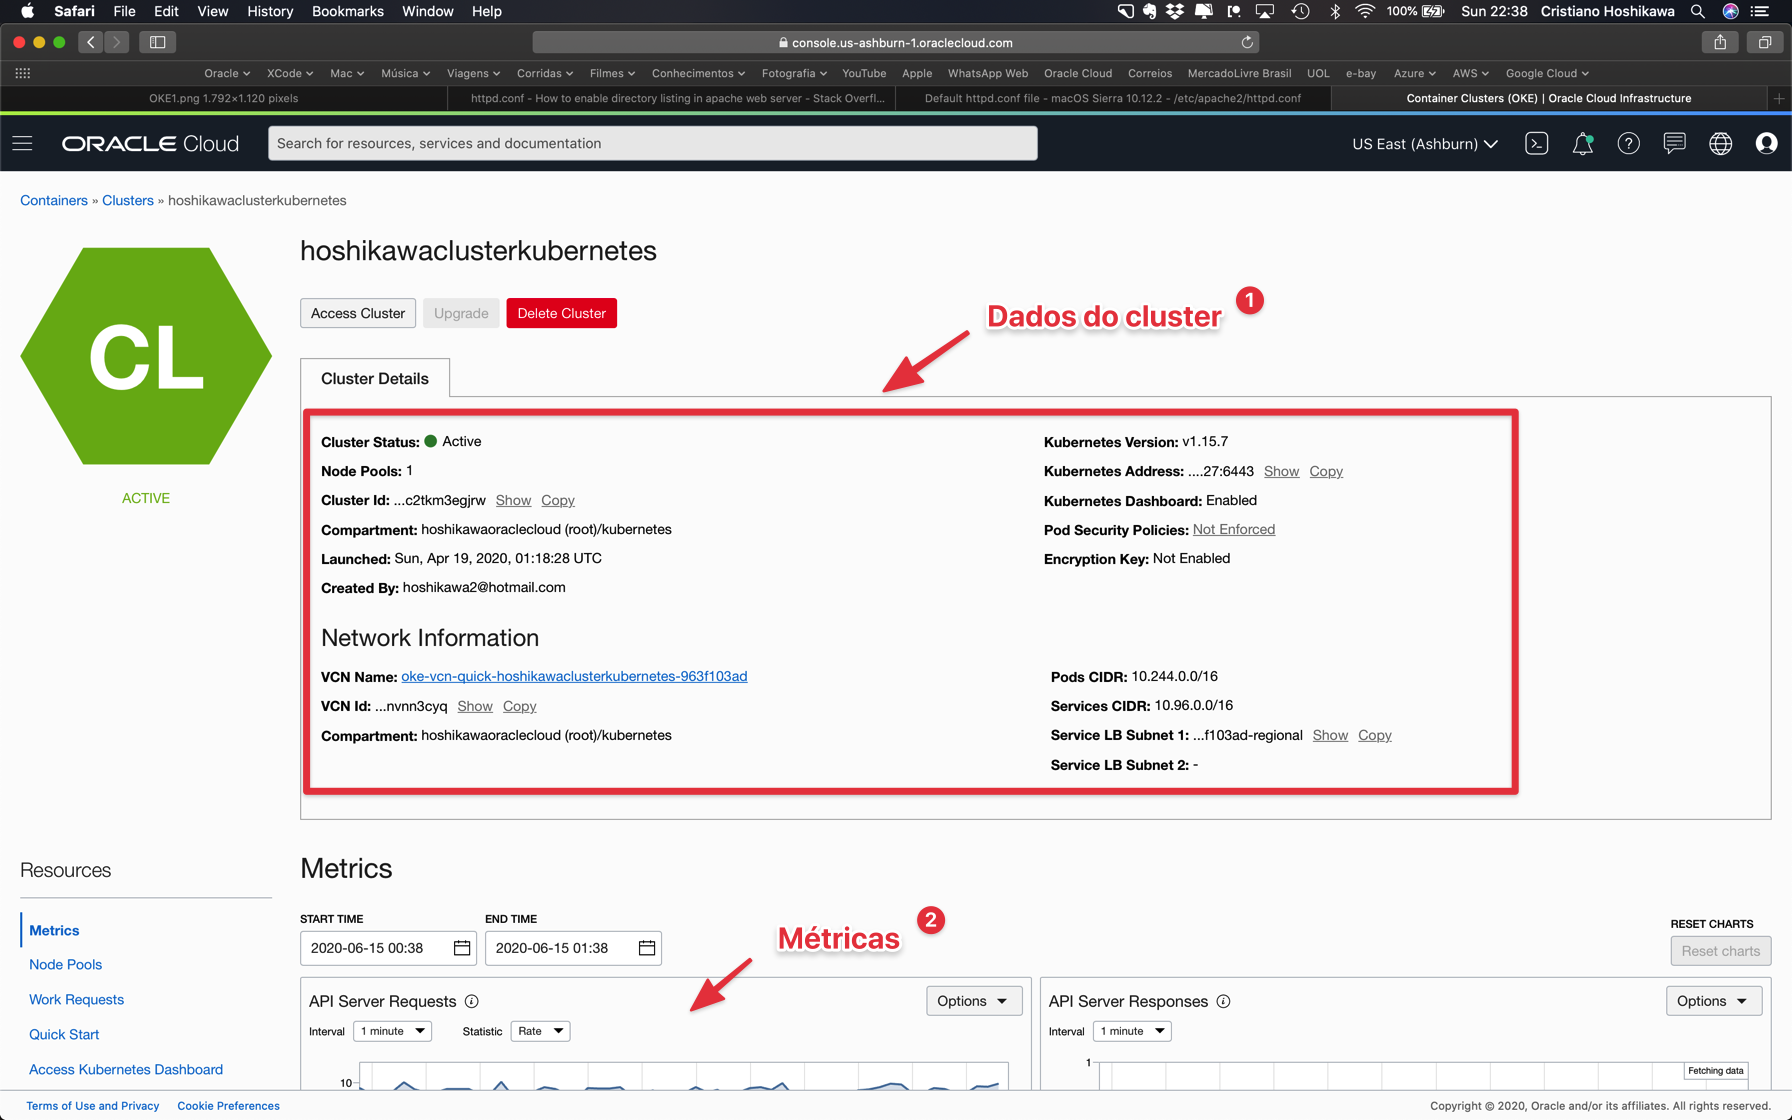 Safari File Edit View History Bookmarks Window Help 100% Sun 22:38 Cristiano Hoshikawa
console.us-ashburn-1.oraclecloud.com
Oracle XCode Mac Música Viagens Corridas Filmes Conhecimentos Fotografia YouTube Apple WhatsApp Web Oracle Cloud Correios MercadoLivre Brasil UOL e-bay Azure AWS Google Cloud
OKE1.png 1.792×1.120 pixels httpd.conf - How to enable directory listing in apache web server - Stack Overfl... Default httpd.conf file - macOS Sierra 10.12.2 - /etc/apache2/httpd.conf Container Clusters (OKE) | Oracle Cloud Infrastructure
ORACLE Cloud Search for resources, services and documentation US East (Ashburn)
Containers » Clusters » hoshikawaclusterkubernetes
hoshikawaclusterkubernetes
Access Cluster Upgrade Delete Cluster
Dados do cluster 1
CL
ACTIVE
Cluster Details
Cluster Status: Active
Node Pools: 1
Cluster Id: ...c2tkm3egjrw Show Copy
Compartment: hoshikawaoraclecloud (root)/kubernetes
Launched: Sun, Apr 19, 2020, 01:18:28 UTC
Created By: hoshikawa2@hotmail.com
Kubernetes Version: v1.15.7
Kubernetes Address: ....27:6443 Show Copy
Kubernetes Dashboard: Enabled
Pod Security Policies: Not Enforced
Encryption Key: Not Enabled
Network Information
VCN Name: oke-vcn-quick-hoshikawaclusterkubernetes-963f103ad
VCN Id: ...nvnn3cyq Show Copy
Compartment: hoshikawaoraclecloud (root)/kubernetes
Pods CIDR: 10.244.0.0/16
Services CIDR: 10.96.0.0/16
Service LB Subnet 1: ...f103ad-regional Show Copy
Service LB Subnet 2: -
Resources
Metrics
Node Pools
Work Requests
Quick Start
Access Kubernetes Dashboard
Metrics
START TIME END TIME
2020-06-15 00:38 2020-06-15 01:38
Métricas 2
RESET CHARTS
Reset charts
API Server Requests Options
Interval 1 minute Statistic Rate
10
API Server Responses Options
Interval 1 minute
1
Fetching data
Terms of Use and Privacy Cookie Preferences Copyright © 2020, Oracle and/or its affiliates. All rights reserved.